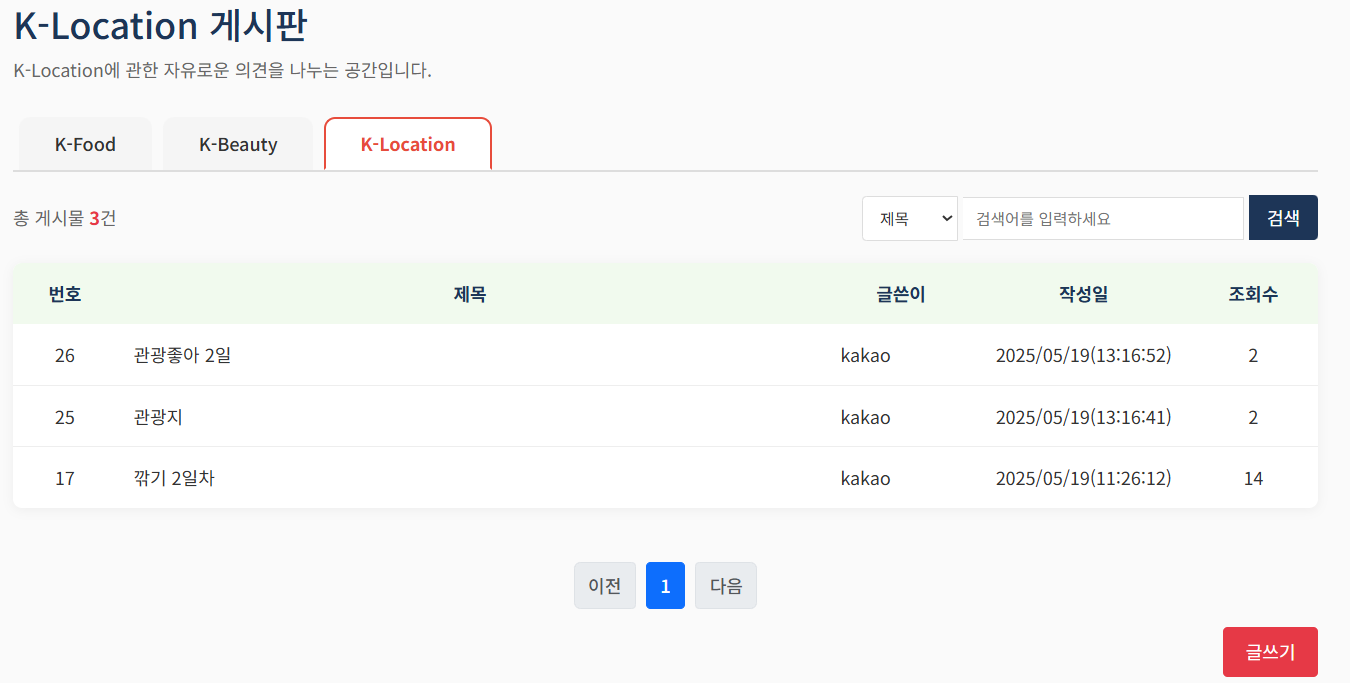 K-Location 게시판
K-Location에 관한 자유로운 의견을 나누는 공간입니다.
K-Food K-Beauty K-Location
총 게시물 3건 제목 검색어를 입력하세요 검색
번호 제목 글쓴이 작성일 조회수
26 관광좋아 2일 kakao 2025/05/19(13:16:52) 2
25 관광지 kakao 2025/05/19(13:16:41) 2
17 깎기 2일차 kakao 2025/05/19(11:26:12) 14
이전 1 다음
글쓰기